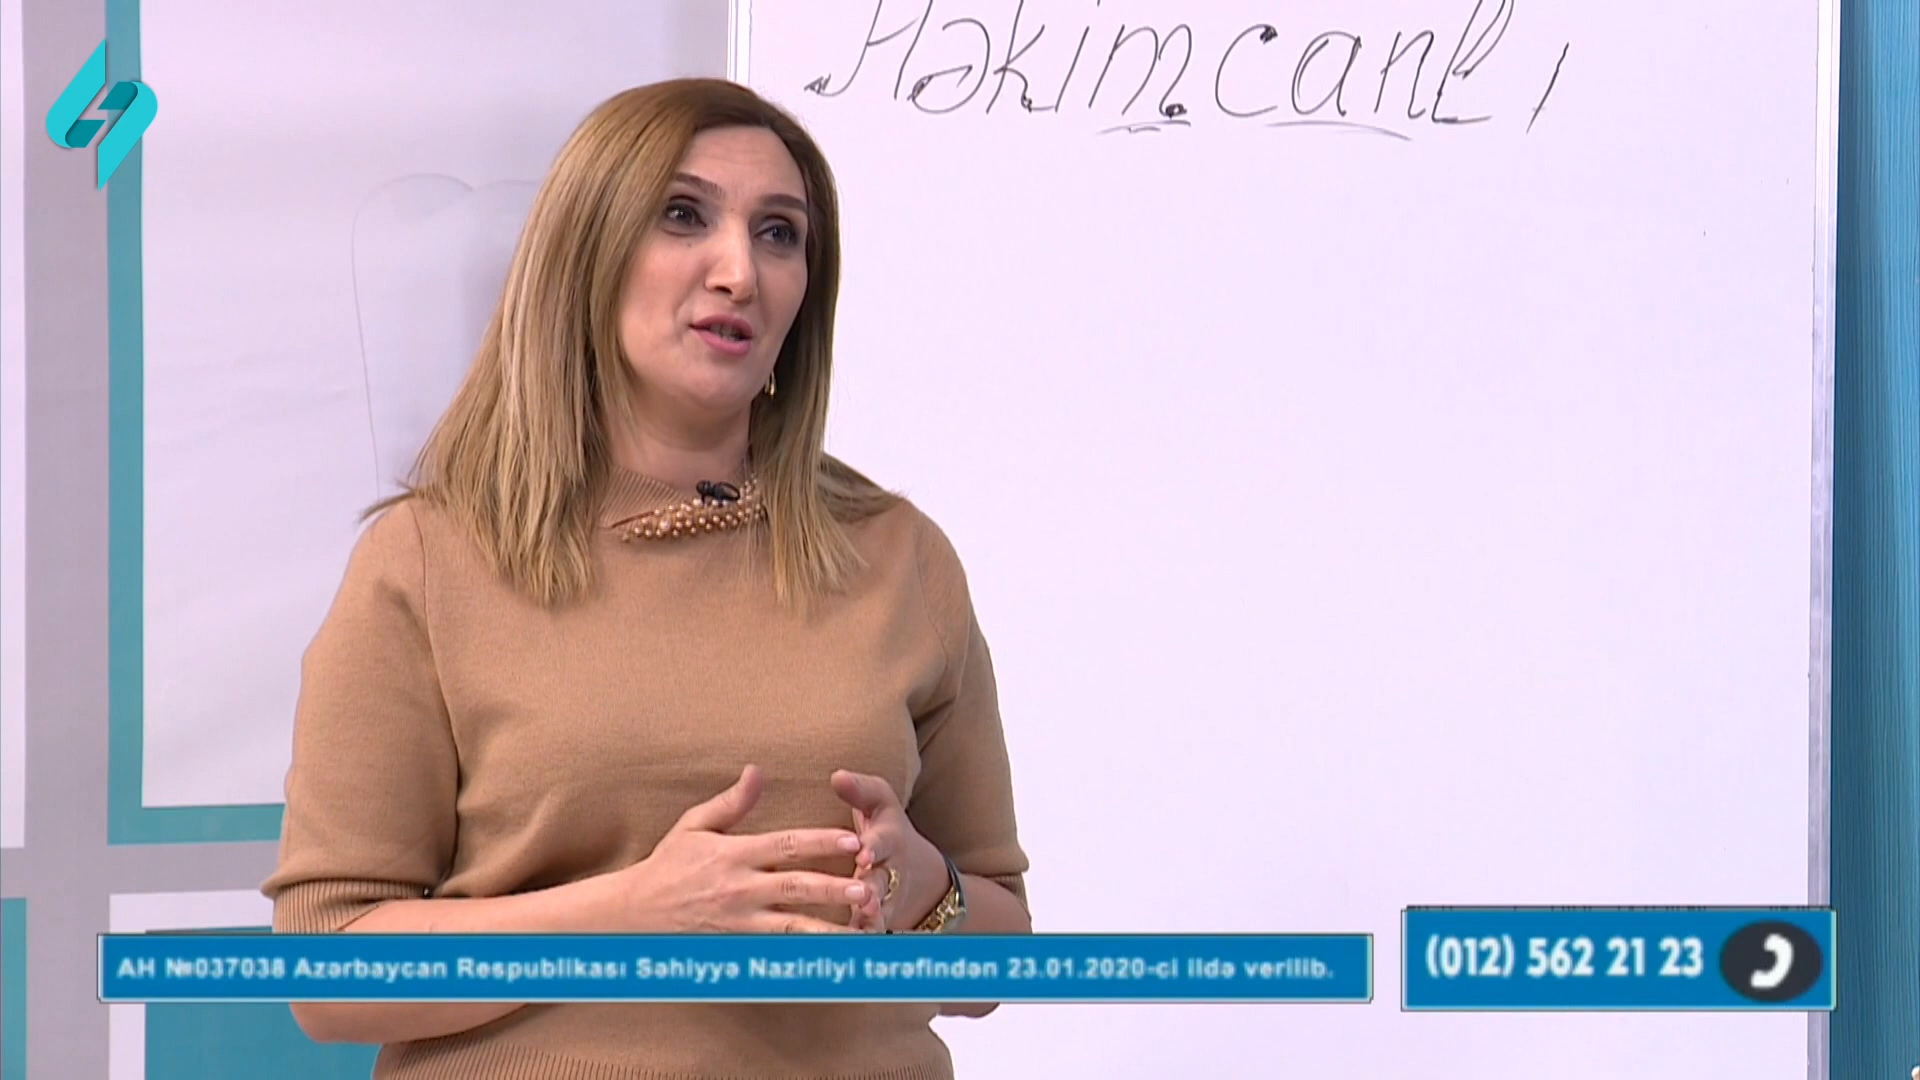 Həkimcanlı
AH №037038 Azərbaycan Respublikası Səhiyyə Nazirliyi tərəfindən 23.01.2020-ci ildə verilib.
(012) 562 21 23